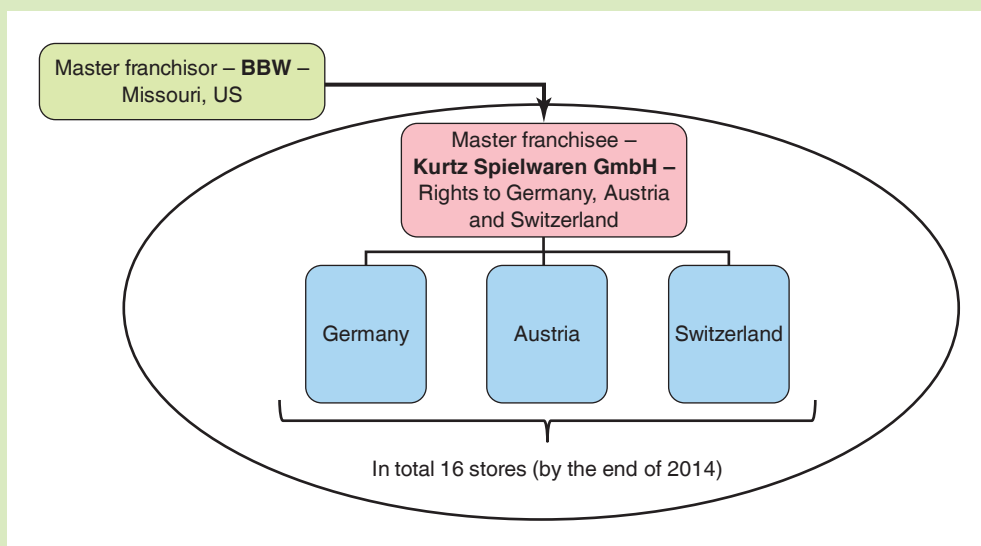 Master franchisor – BBW –
Missouri, US
Master franchisee –
Kurtz Spielwaren GmbH –
Rights to Germany, Austria
and Switzerland
Germany
Austria
Switzerland
In total 16 stores (by the end of 2014)